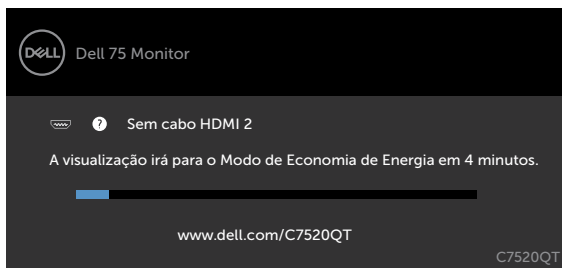 DELL
Dell 75 Monitor
? Sem cabo HDMI 2
A visualização irá para o Modo de Economia de Energia em 4 minutos.
www.dell.com/C7520QT
C7520QT